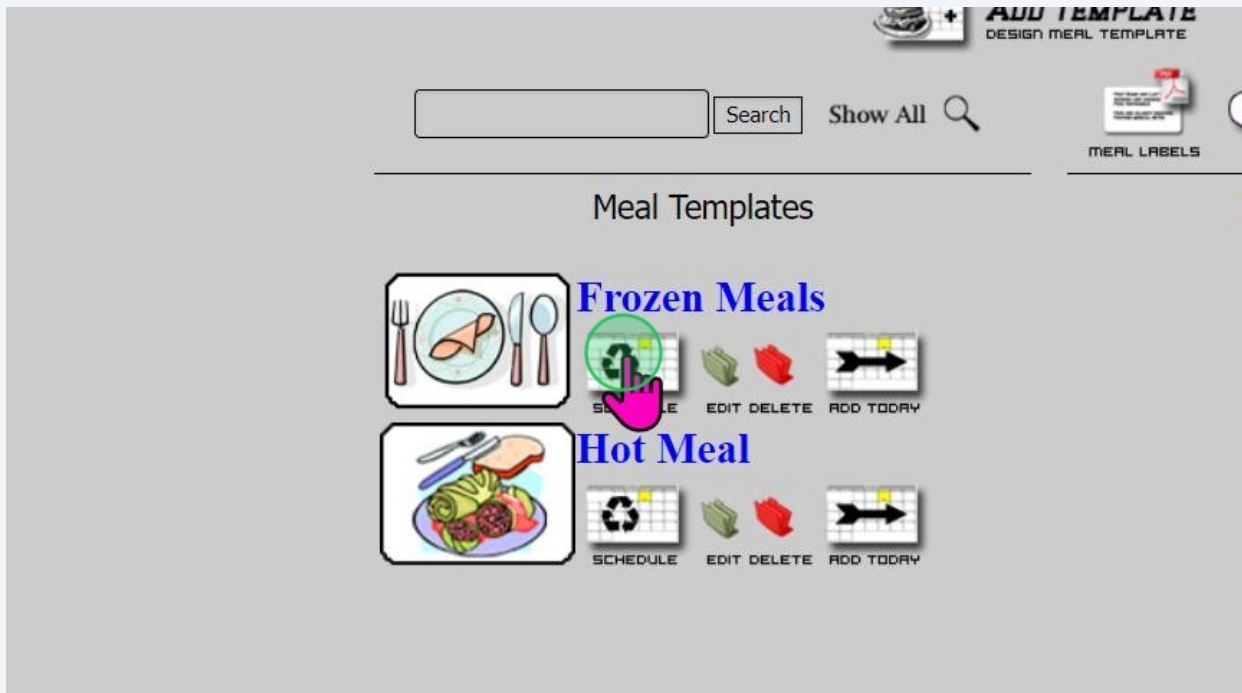 ADD TEMPLATE
DESIGN MEAL TEMPLATE
Search
Show All
PDF
MEAL LABELS
Meal Templates
Frozen Meals
EDIT DELETE ADD TODAY
Hot Meal
SCHEDULE EDIT DELETE ADD TODAY